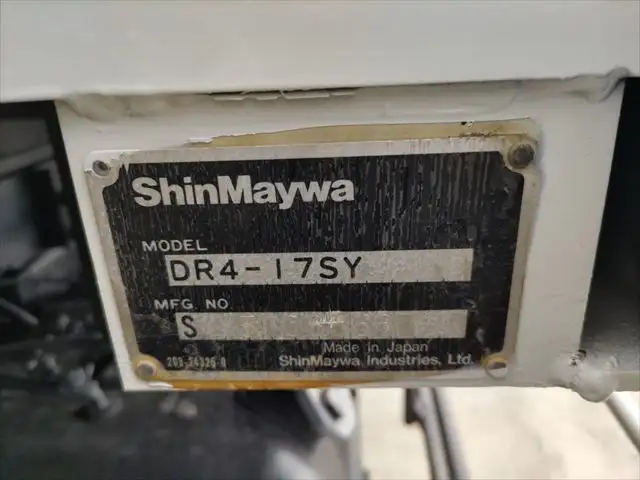 ShinMaywa
MODEL
DR4-17SY
MFG. NO
S
Made in Japan
ShinMaywa Industries, Ltd.